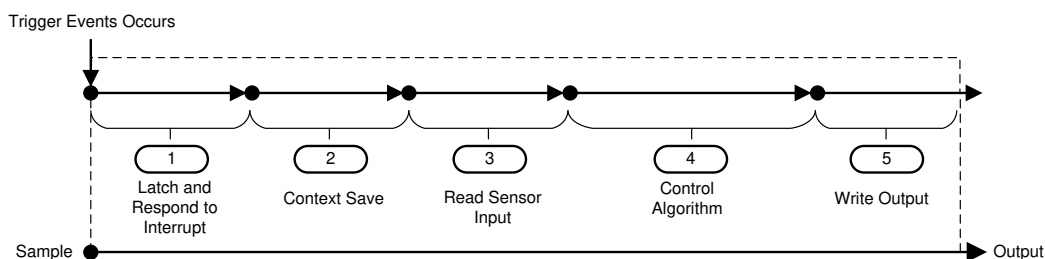 Trigger Events Occurs
1
2
3
4
5
Latch and
Respond to
Interrupt
Context Save
Read Sensor
Input
Control
Algorithm
Write Output
Sample
Output